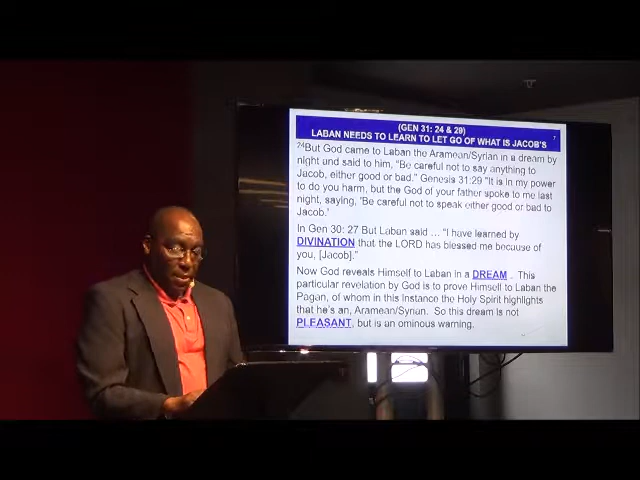 (GEN 31: 24 & 29)
7
LABAN NEEDS TO LEARN TO LET GO OF WHAT IS JACOB'S
24But God came to Laban the Aramean/Syrian in a dream by
night and said to him, "Be careful not to say anything to
Jacob, either good or bad." Genesis 31:29 "It is in my power
to do you harm, but the God of your father spoke to me last
night, saying, 'Be careful not to speak either good or bad to
Jacob.'
In Gen 30: 27 But Laban said ... "I have learned by
DIVINATION that the LORD has blessed me because of
you, [Jacob]."
Now God reveals Himself to Laban in a DREAM . This
particular revelation by God is to prove Himself to Laban the
Pagan, of whom in this Instance the Holy Spirit highlights
that he's an, Aramean/Syrian. So this dream is not
PLEASANT, but is an ominous warning.